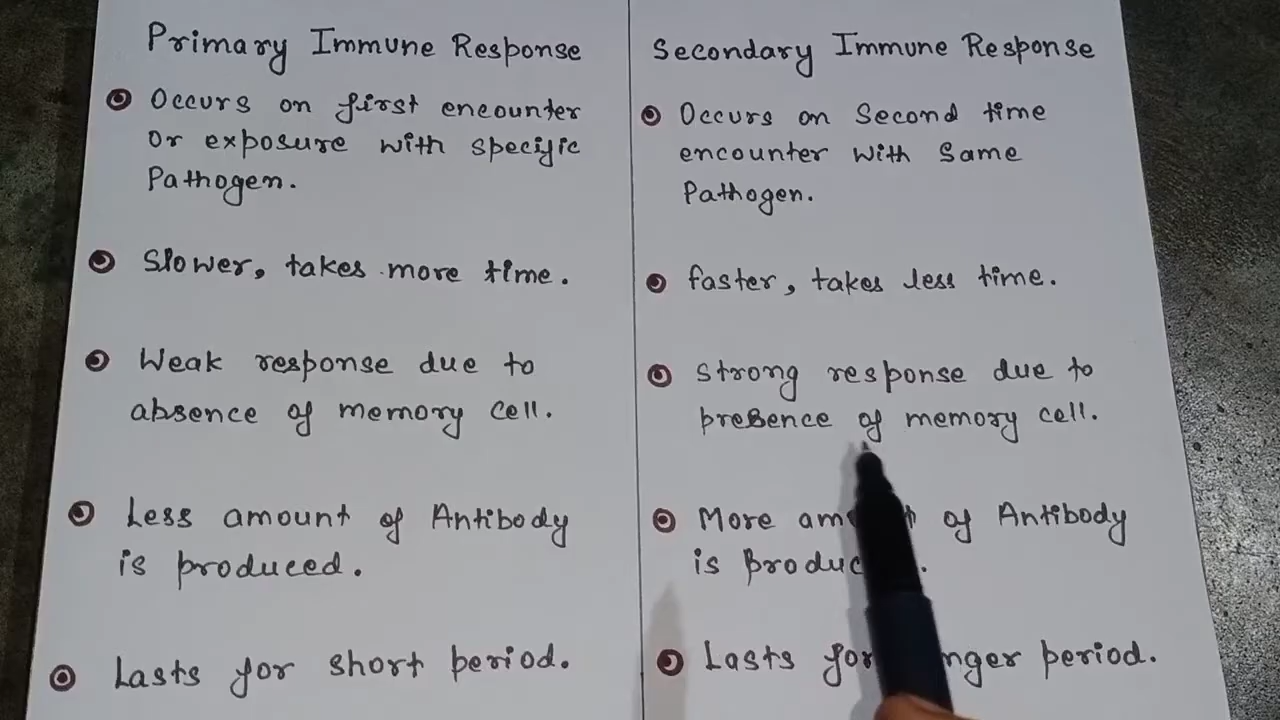 Primary Immune Response
Occurs on first encounter
or exposure with specific
Pathogen.
Slower, takes more time.
Weak response due to
absence of memory cell.
Less amount of Antibody
is produced.
Lasts for short period.
Secondary Immune Response
Occurs on Second time
encounter with Same
Pathogen.
faster, takes less time.
Strong response due to
presence of memory cell.
More of Antibody
is
Lasts period.